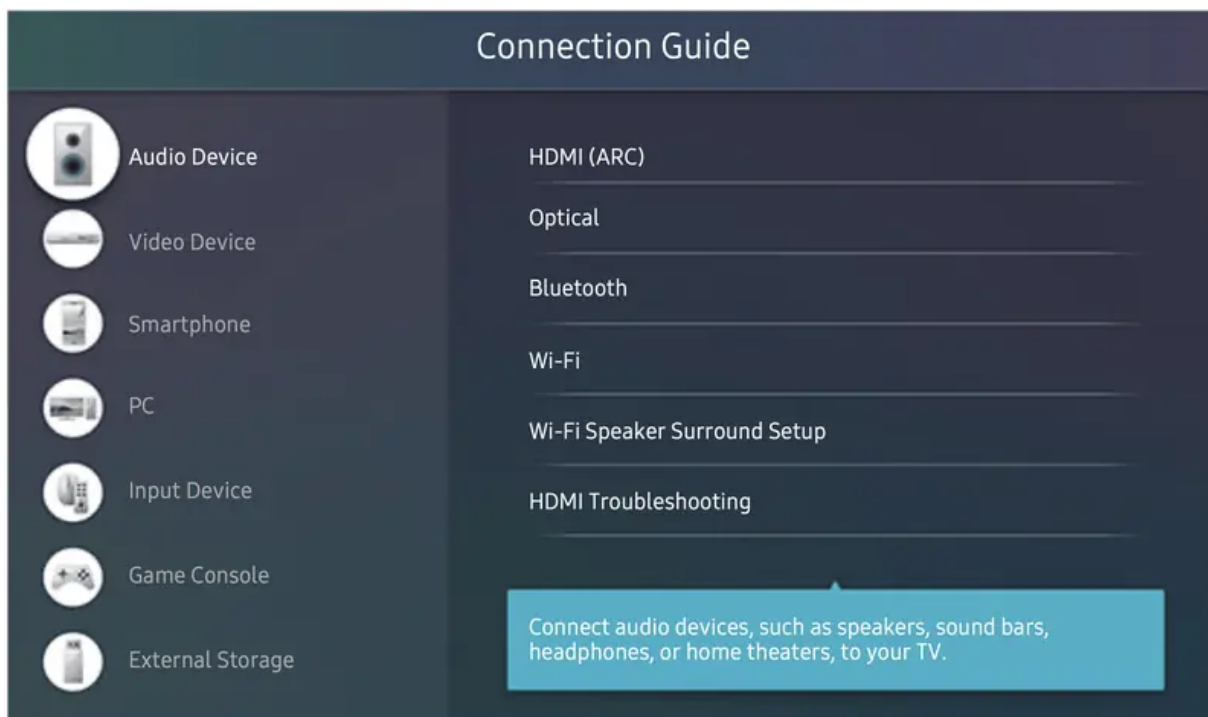 Connection Guide
Audio Device
Video Device
Smartphone
PC
Input Device
Game Console
External Storage
HDMI (ARC)
Optical
Bluetooth
Wi-Fi
Wi-Fi Speaker Surround Setup
HDMI Troubleshooting
Connect audio devices, such as speakers, sound bars,
headphones, or home theaters, to your TV.